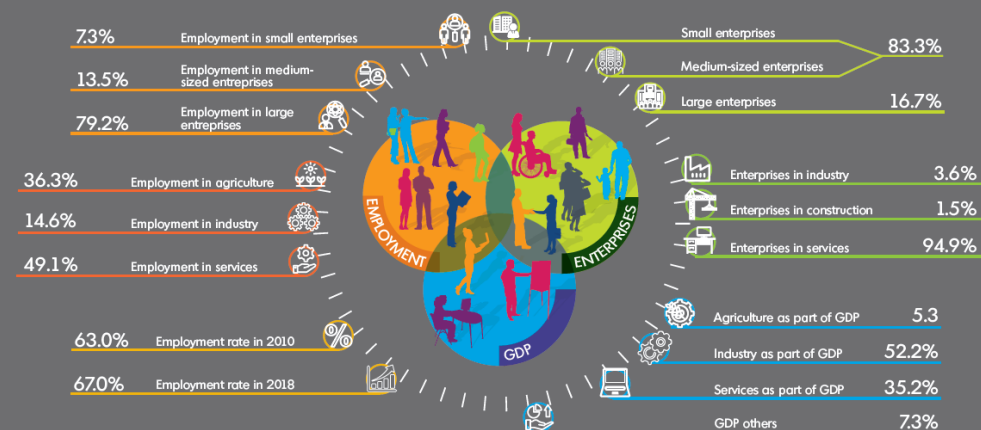 7.3% Employment in small enterprises
13.5% Employment in medium-
sized entreprises
79.2% Employment in large
entreprises
36.3% Employment in agriculture
14.6% Employment in industry
49.1% Employment in services
63.0% Employment rate in 2010
67.0% Employment rate in 2018
EMPLOYMENT
ENTERPRISES
GDP
Small enterprises
83.3%
Medium-sized enterprises
Large enterprises 16.7%
Enterprises in industry 3.6%
Enterprises in construction 1.5%
Enterprises in services 94.9%
Agriculture as part of GDP 5.3
Industry as part of GDP 52.2%
Services as part of GDP 35.2%
GDP others 7.3%